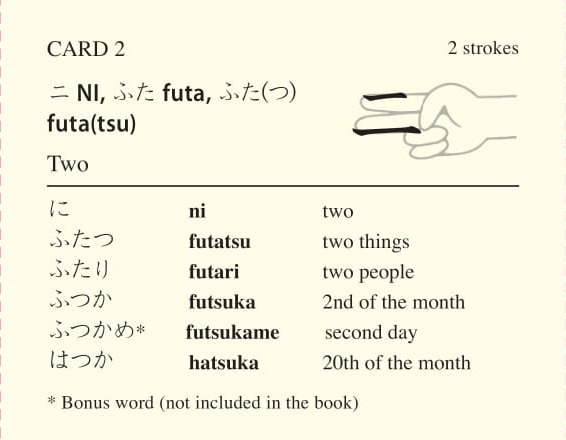 CARD 2 2 strokes
ニ NI, ふた futa, ふた(つ)
futa(tsu)
Two
に ni two
ふたつ futatsu two things
ふたり futari two people
ふつか futsuka 2nd of the month
ふつかめ* futsukame second day
はつか hatsuka 20th of the month
* Bonus word (not included in the book)